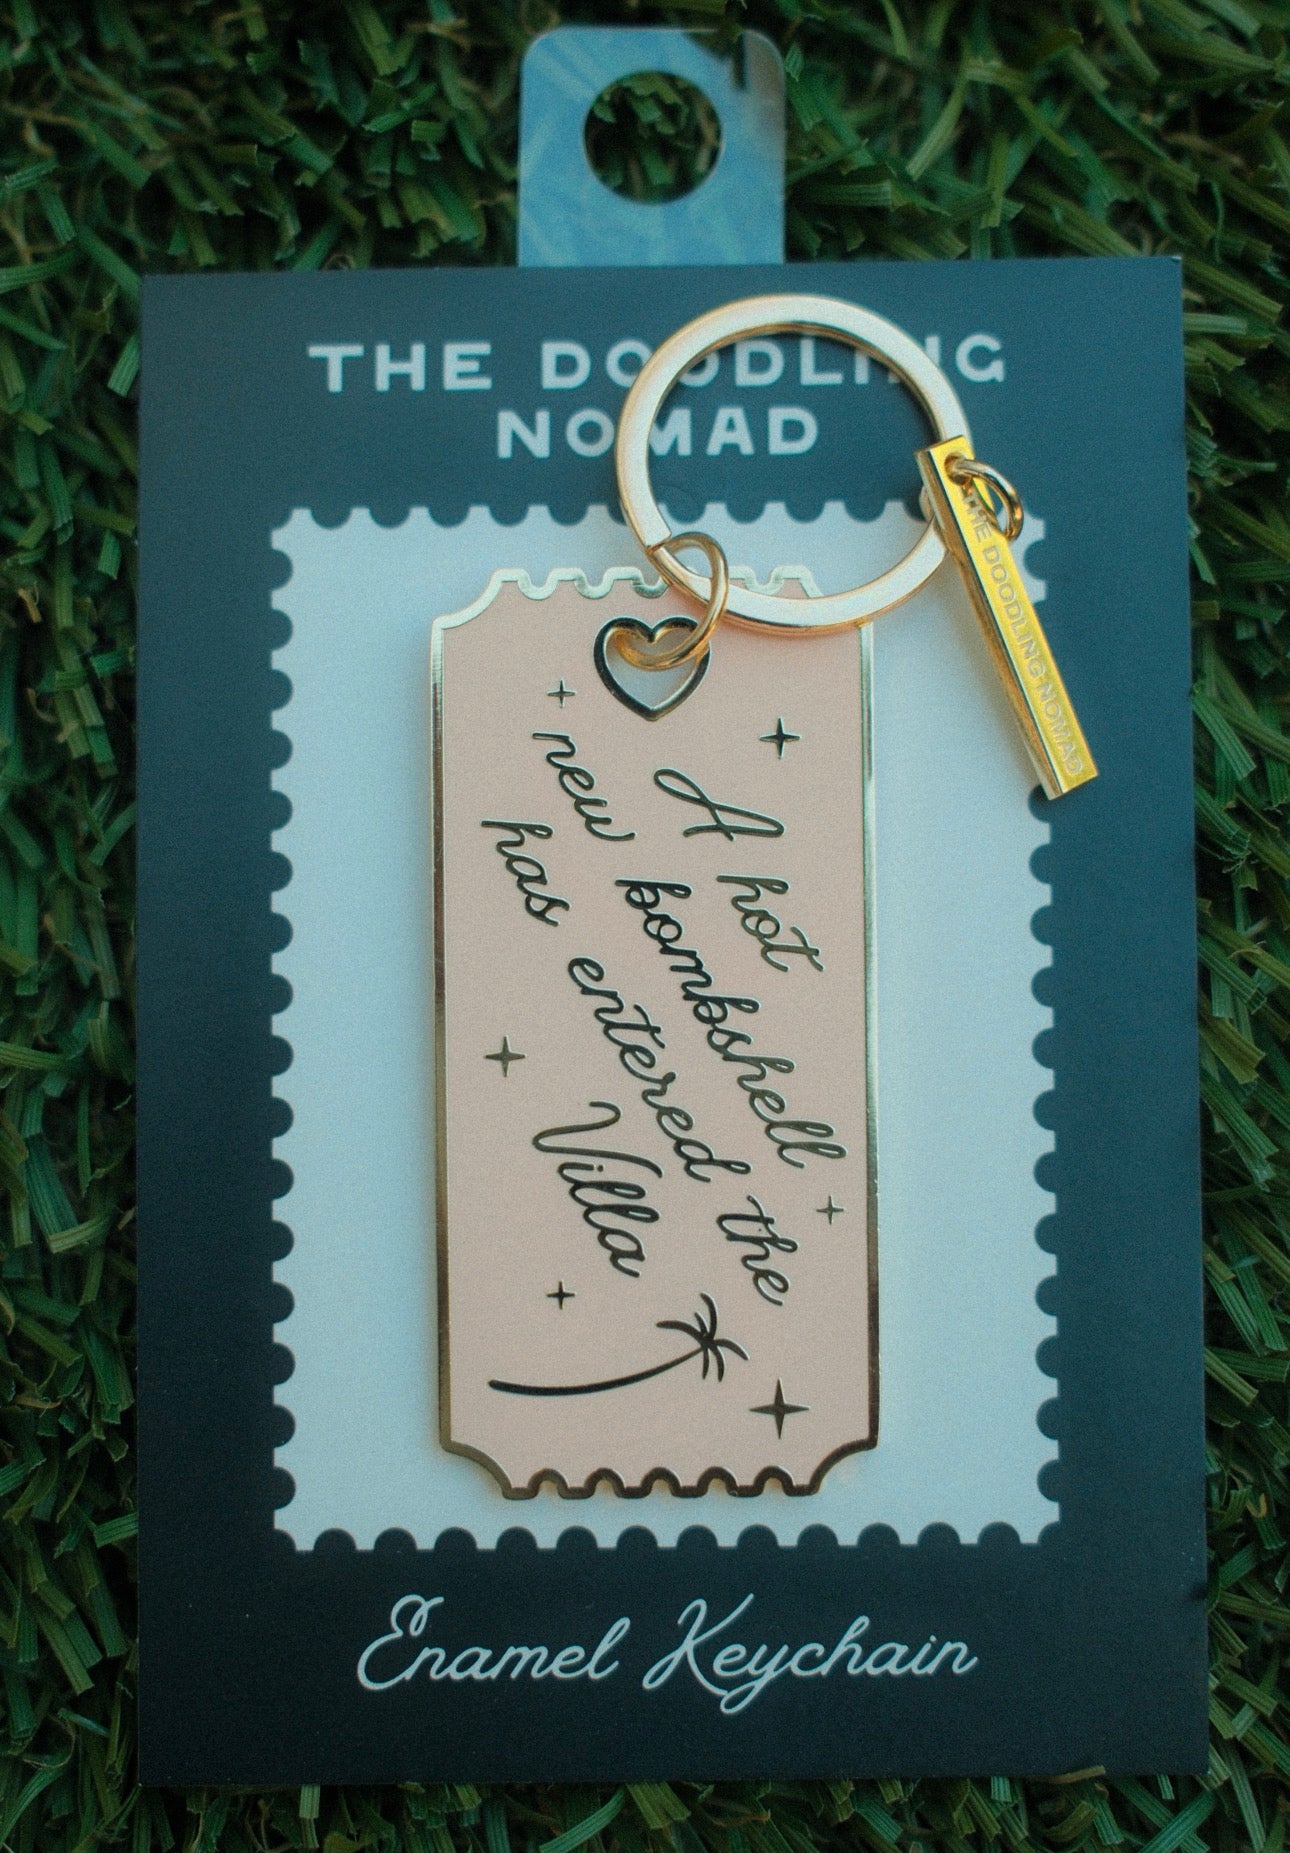 THE DOODLING
NOMAD
THE DOODLING NOMAD
A hot
new bombshell
has entered the
Villa
Enamel Keychain